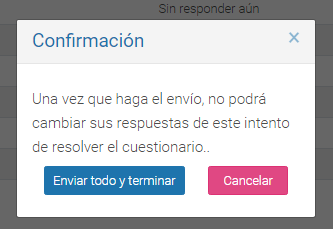 Sin responder aún
Confirmación ×
Una vez que haga el envío, no podrá
cambiar sus respuestas de este intento
de resolver el cuestionario..
Enviar todo y terminar Cancelar